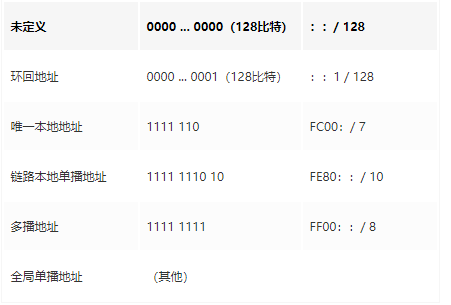 未定义 0000 ... 0000（128比特） ：：/ 128
环回地址 0000 ... 0001（128比特） ：：1 / 128
唯一本地地址 1111 110 FC00：/ 7
链路本地单播地址 1111 1110 10 FE80：：/ 10
多播地址 1111 1111 FF00：：/ 8
全局单播地址 （其他）